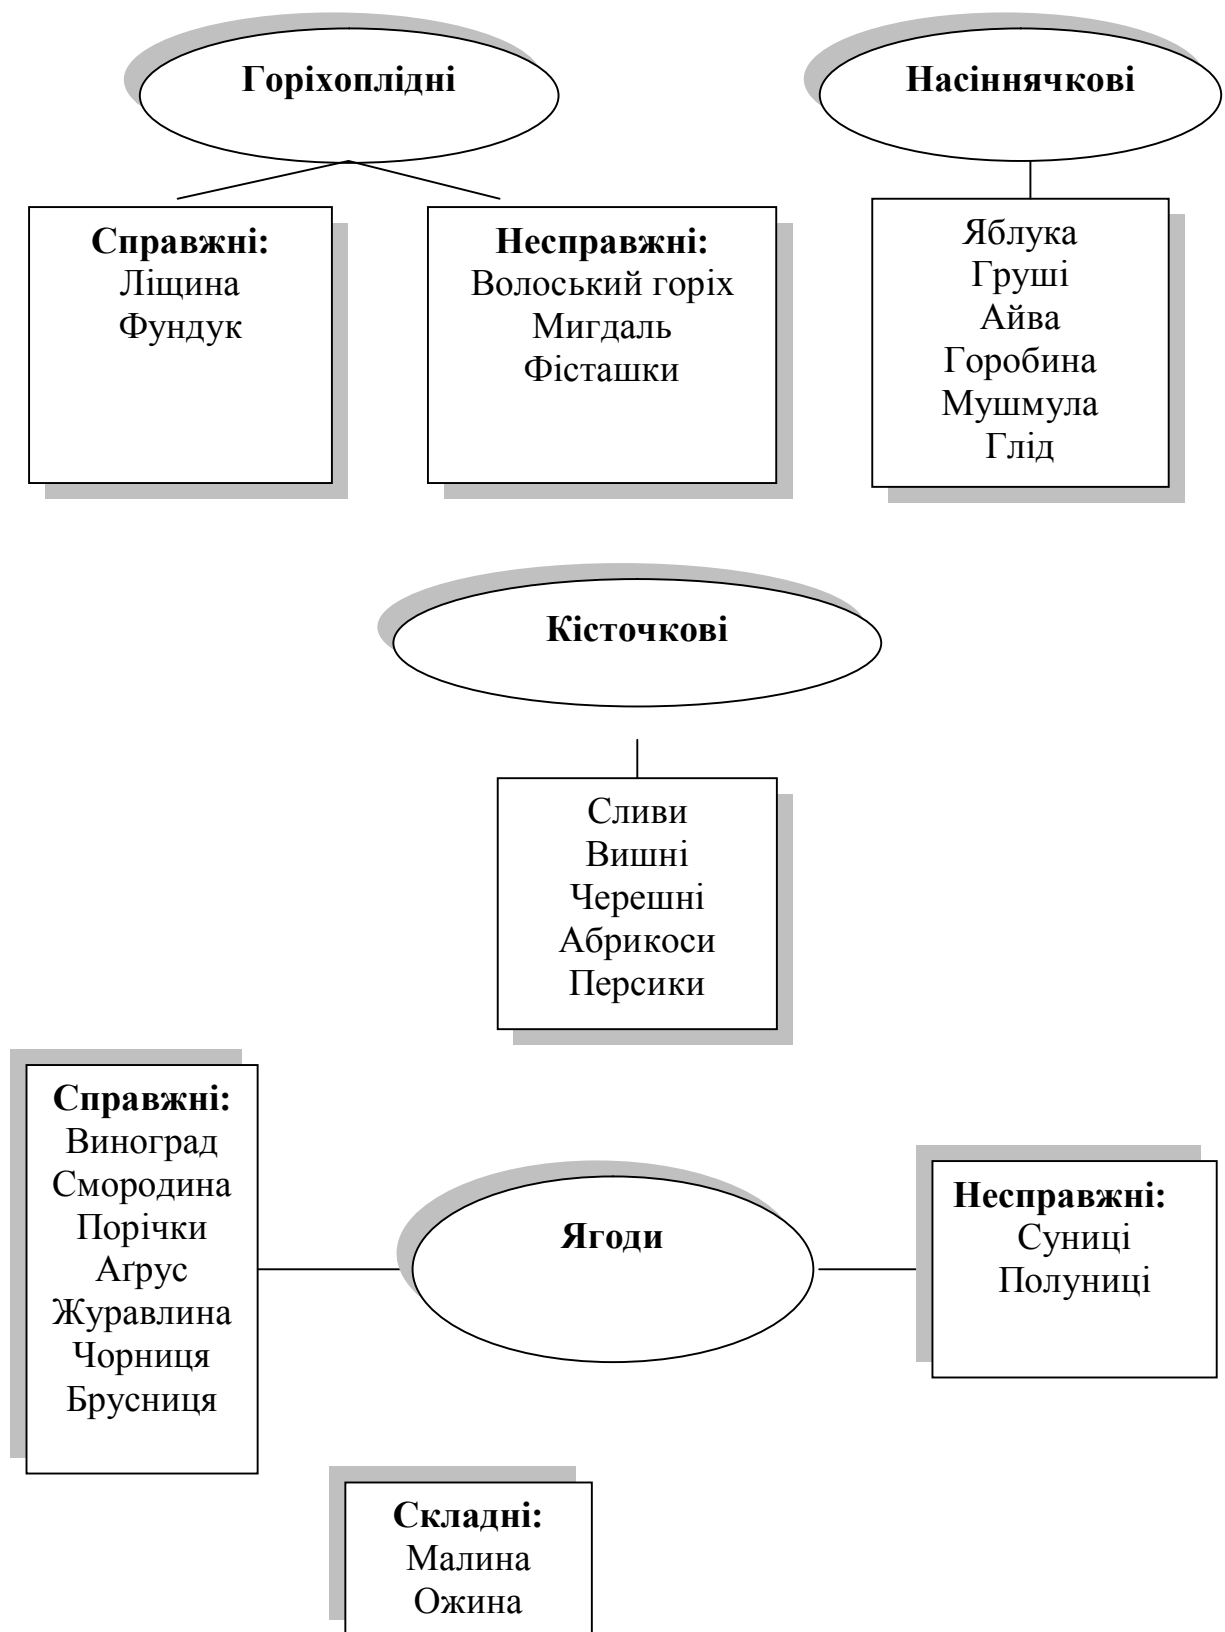 Горіхоплідні
Насіннячкові
Справжні:
Ліщина
Фундук
Несправжні:
Волоський горіх
Мигдаль
Фісташки
Яблука
Груші
Айва
Горобина
Мушмула
Глід
Кісточкові
Сливи
Вишні
Черешні
Абрикоси
Персики
Справжні:
Виноград
Смородина
Порічки
Аґрус
Журавлина
Чорниця
Брусниця
Ягоди
Несправжні:
Суниці
Полуниці
Складні:
Малина
Ожина